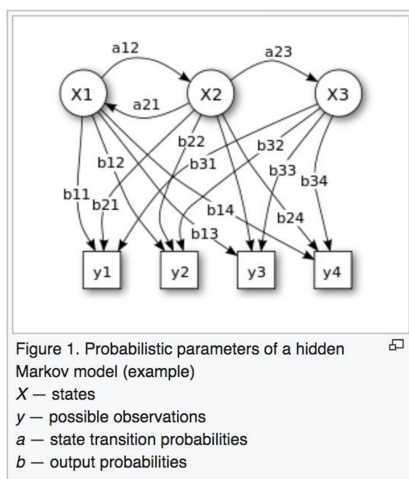 a12
a23
X1
X2
X3
a21
b22
b12
b31
b32
b33
b34
b11
b21
b14
b24
b13
y1
y2
y3
y4
Figure 1. Probabilistic parameters of a hidden
Markov model (example)
X — states
y — possible observations
a — state transition probabilities
b — output probabilities